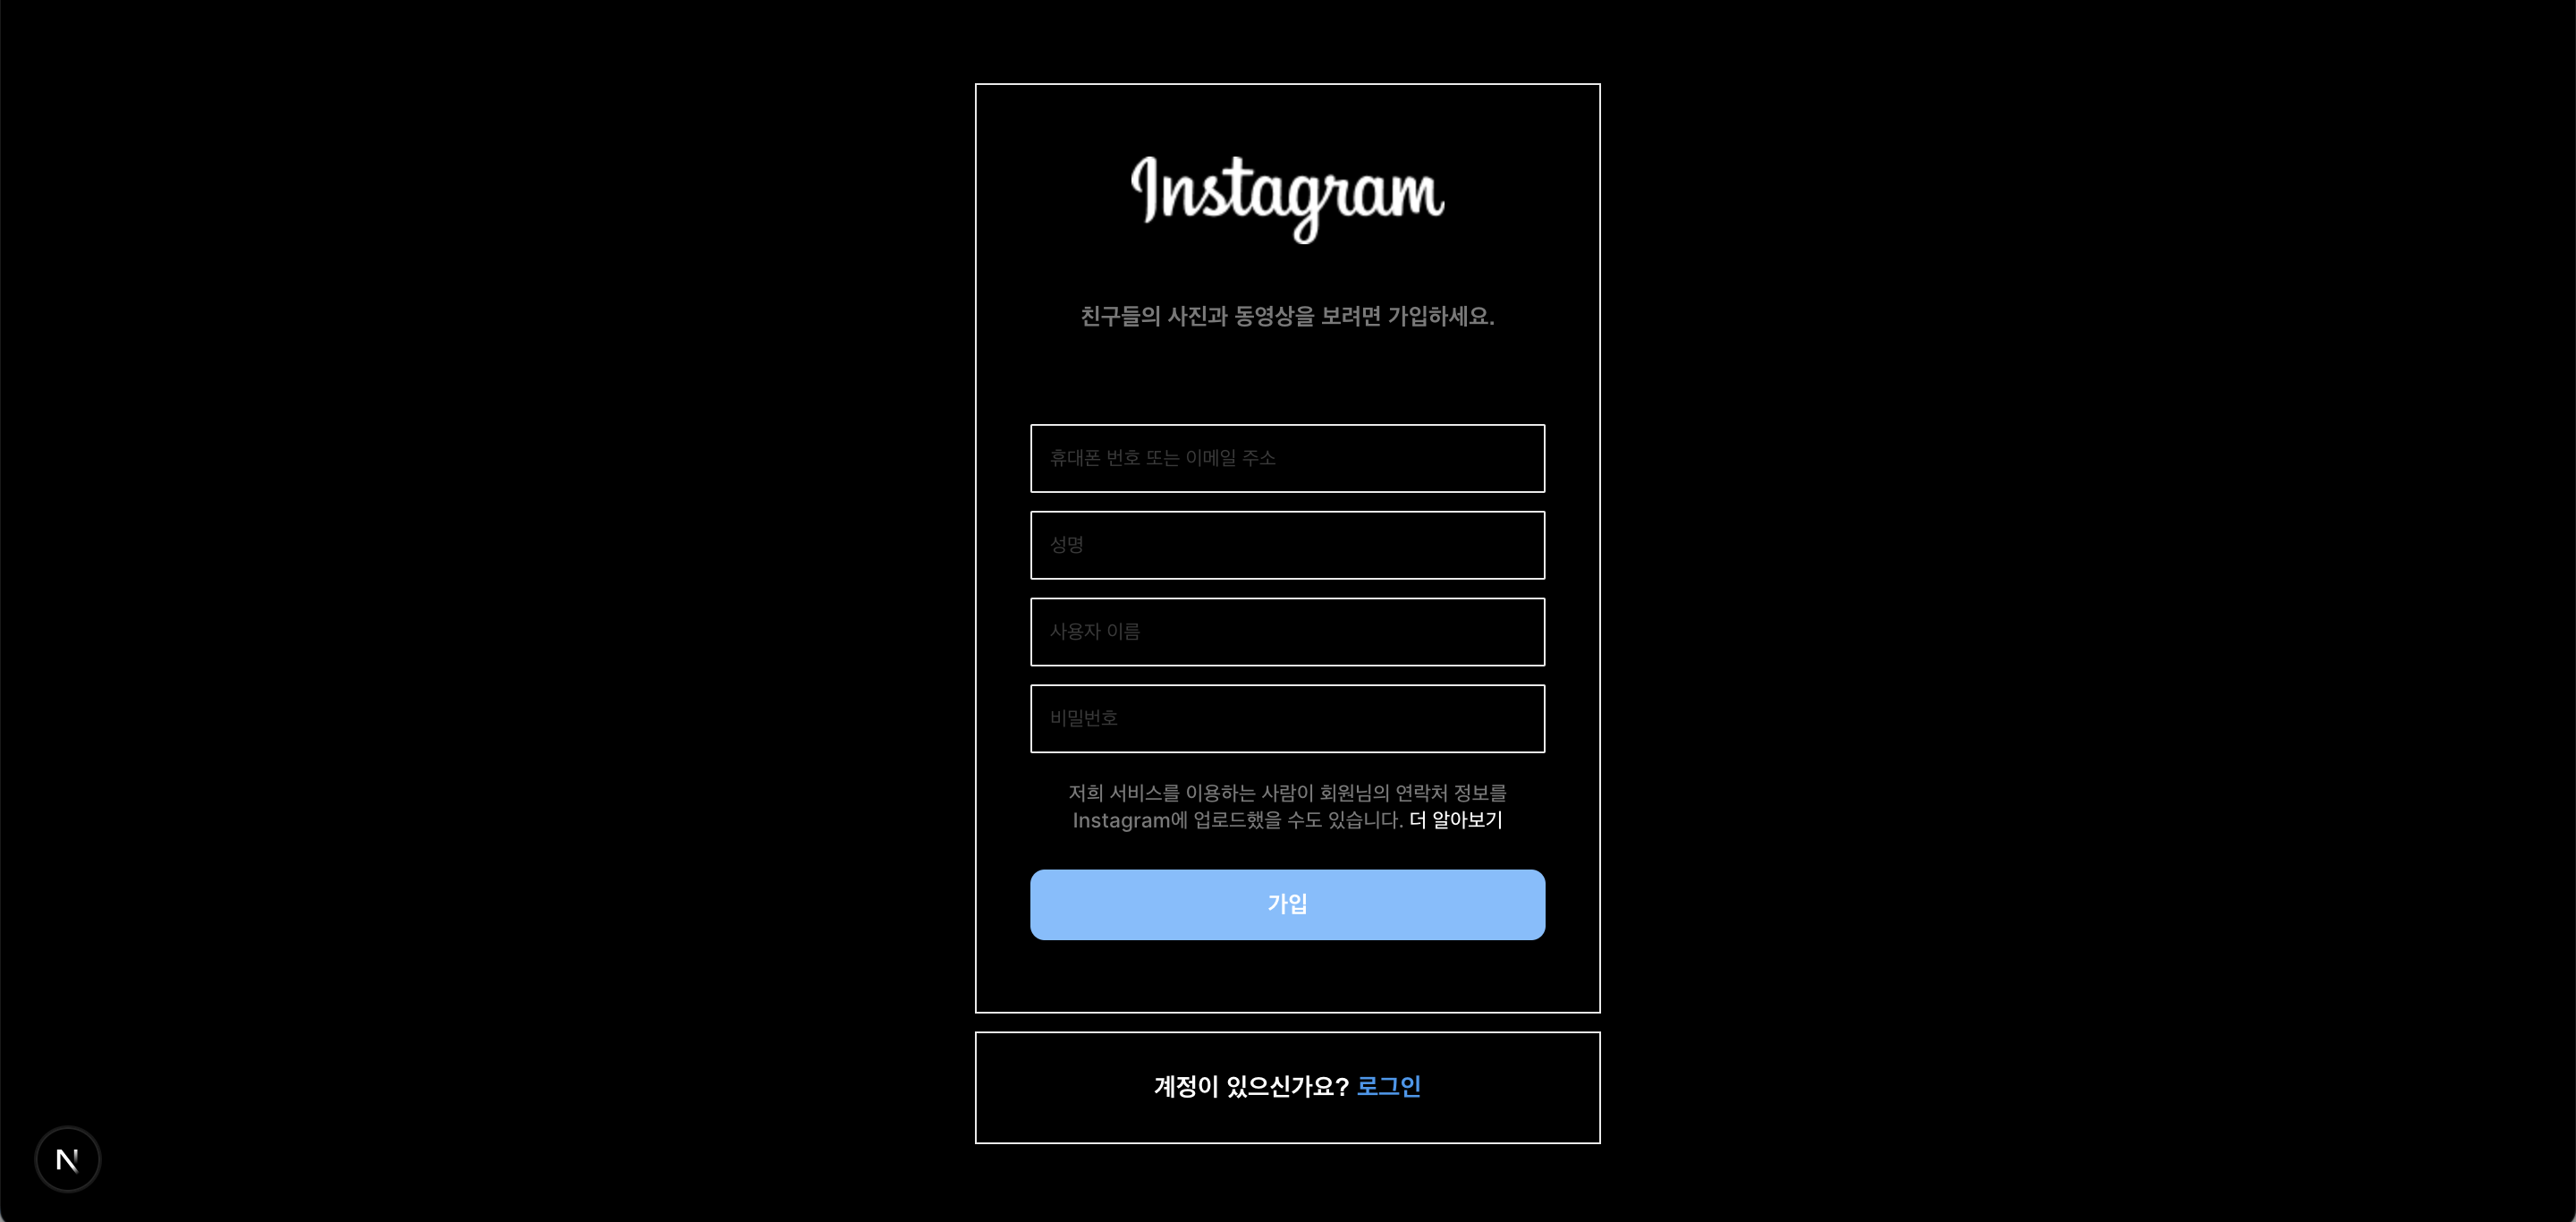 Instagram
친구들의 사진과 동영상을 보려면 가입하세요.
휴대폰 번호 또는 이메일 주소
성명
사용자 이름
비밀번호
저희 서비스를 이용하는 사람이 회원님의 연락처 정보를
Instagram에 업로드했을 수도 있습니다. 더 알아보기
가입
계정이 있으신가요? 로그인
N